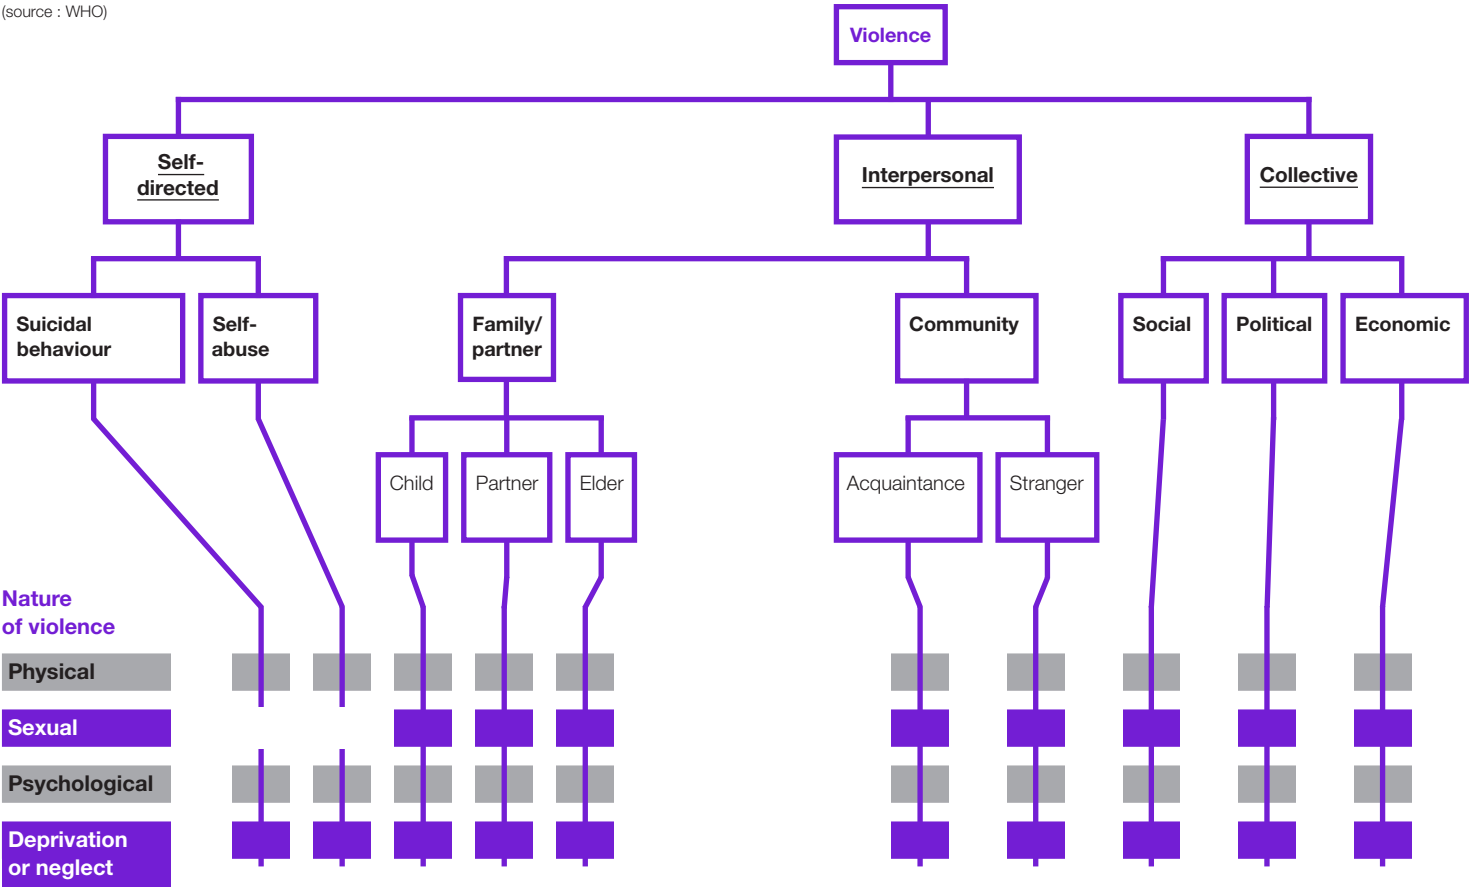 (source : WHO)
Violence
Self-
directed
Interpersonal
Collective
Suicidal
behaviour
Self-
abuse
Family/
partner
Community
Social
Political
Economic
Child
Partner
Elder
Acquaintance
Stranger
Nature
of violence
Physical
Sexual
Psychological
Deprivation
or neglect